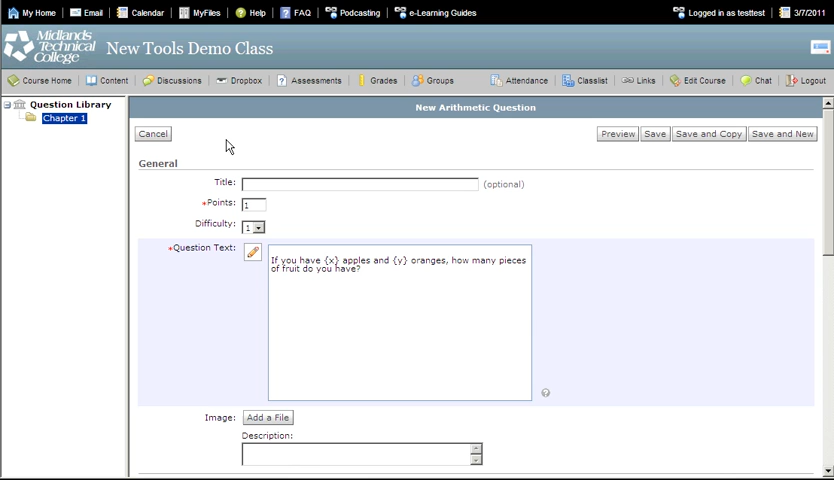 My Home Email Calendar MyFiles Help FAQ Podcasting e-Learning Guides Logged in as testtest 3/7/2011
Midlands
Technical
College
New Tools Demo Class
Course Home Content Discussions Dropbox Assessments Grades Groups Attendance Classlist Links Edit Course Chat Logout
Question Library
Chapter 1
New Arithmetic Question
Cancel Preview Save Save and Copy Save and New
General
Title: (optional)
*Points: 1
Difficulty: 1
*Question Text:
If you have {x} apples and {y} oranges, how many pieces
of fruit do you have?
Image: Add a File
Description: